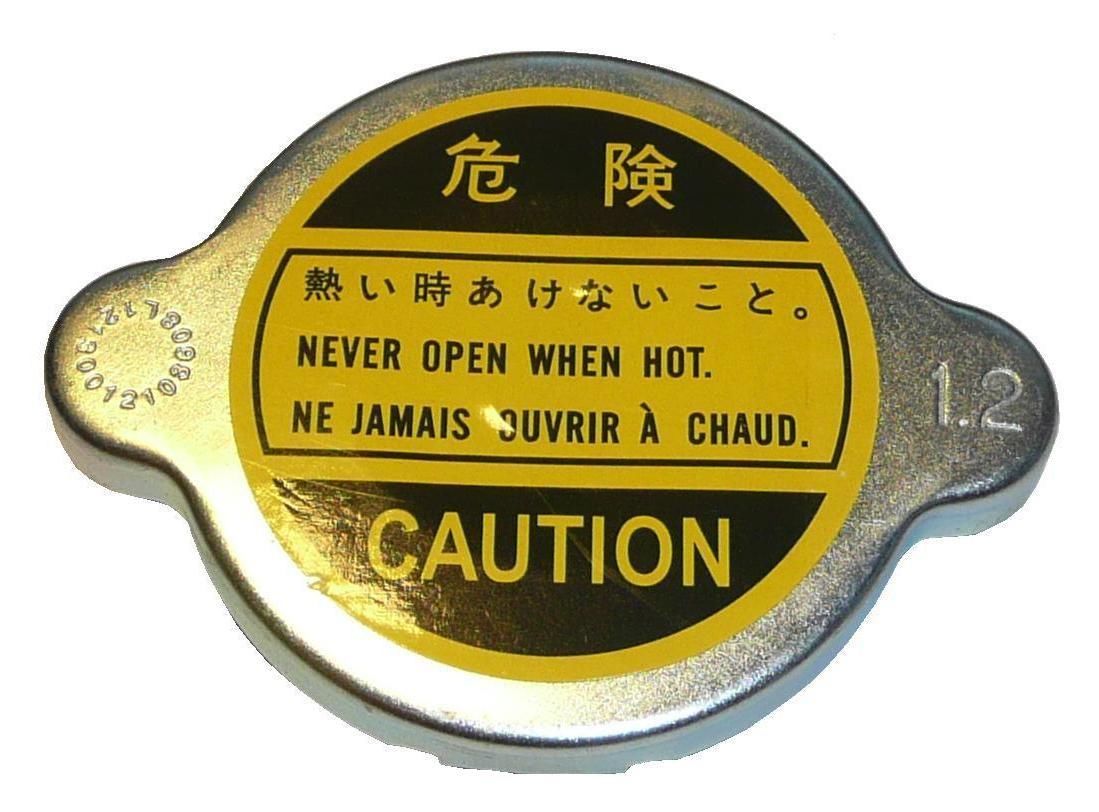 危険
熱い時あけないこと。
NEVER OPEN WHEN HOT.
NE JAMAIS OUVRIR À CHAUD.
CAUTION
1.2